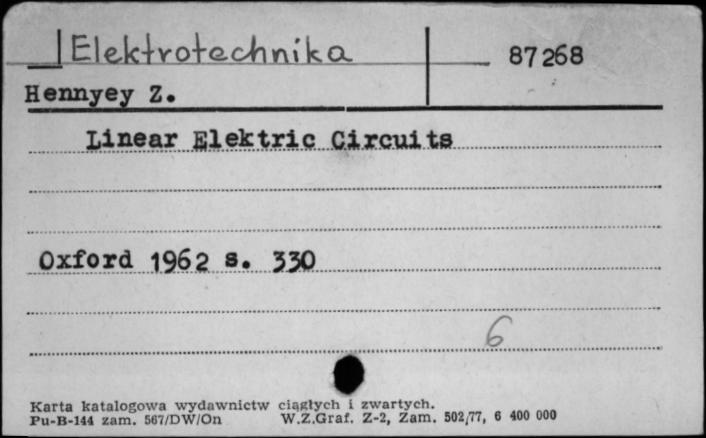 Elektrotechnika 87268
Hennyey Z.
Linear Elektric Circuits
Oxford 1962 s. 330
6
Karta katalogowa wydawnictw ciągłych i zwartych.
Pu-B-144 zam. 567/DW/On W.Z.Graf. Z-2, Zam. 502/77, 6 400 000